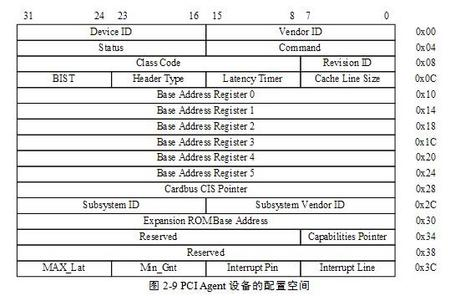 31 24 23 16 15 8 7 0
Device ID Vendor ID 0x00
Status Command 0x04
Class Code Revision ID 0x08
BIST Header Type Latency Timer Cache Line Size 0x0C
Base Address Register 0 0x10
Base Address Register 1 0x14
Base Address Register 2 0x18
Base Address Register 3 0x1C
Base Address Register 4 0x20
Base Address Register 5 0x24
Cardbus CIS Pointer 0x28
Subsystem ID Subsystem Vendor ID 0x2C
Expansion ROM Base Address 0x30
Reserved Capabilities Pointer 0x34
Reserved 0x38
MAX_Lat Min_Gnt Interrupt Pin Interrupt Line 0x3C
图 2-9 PCI Agent 设备的配置空间